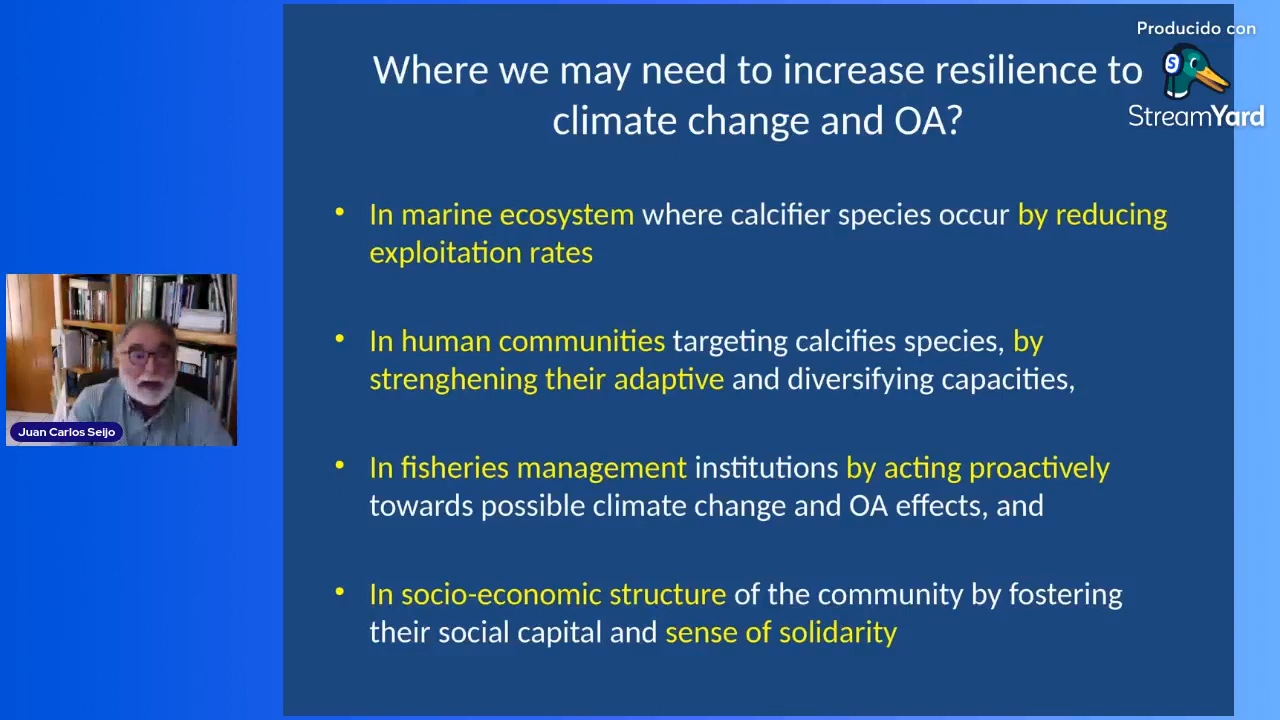 Producido con
StreamYard
Where we may need to increase resilience to
climate change and OA?
• In marine ecosystem where calcifier species occur by reducing
exploitation rates
• In human communities targeting calcifies species, by
strenghening their adaptive and diversifying capacities,
• In fisheries management institutions by acting proactively
towards possible climate change and OA effects, and
• In socio-economic structure of the community by fostering
their social capital and sense of solidarity
Juan Carlos Seijo